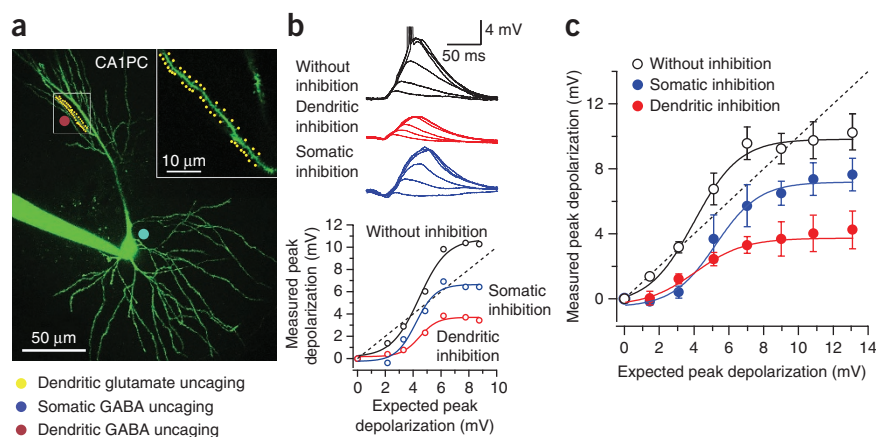 a
CA1PC
10 μm
50 μm
Dendritic glutamate uncaging
Somatic GABA uncaging
Dendritic GABA uncaging
b
4 mV
50 ms
Without
inhibition
Dendritic
inhibition
Somatic
inhibition
Measured peak
depolarization (mV)
10
8
6
4
2
0
Without inhibition
Somatic
inhibition
Dendritic
inhibition
0 2 4 6 8 10
Expected peak
depolarization (mV)
c
Without inhibition
Somatic inhibition
Dendritic inhibition
Measured peak depolarization (mV)
12
8
4
0
0 2 4 6 8 10 12 14
Expected peak depolarization (mV)